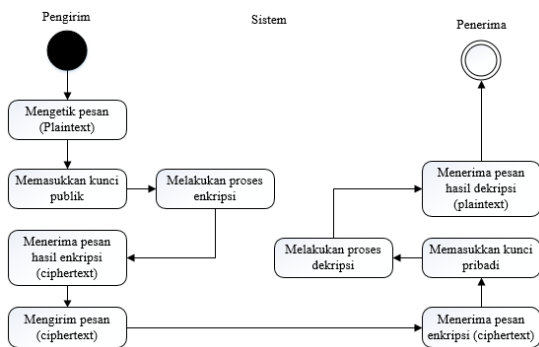 Pengirim
Sistem
Penerima
Mengetik pesan
(Plaintext)
Memasukkan kunci
publik
Melakukan proses
enkripsi
Menerima pesan
hasil enkripsi
(ciphertext)
Mengirim pesan
(ciphertext)
Menerima pesan
enkripsi (ciphertext)
Memasukkan kunci
pribadi
Melakukan proses
dekripsi
Menerima pesan
hasil dekripsi
(plaintext)